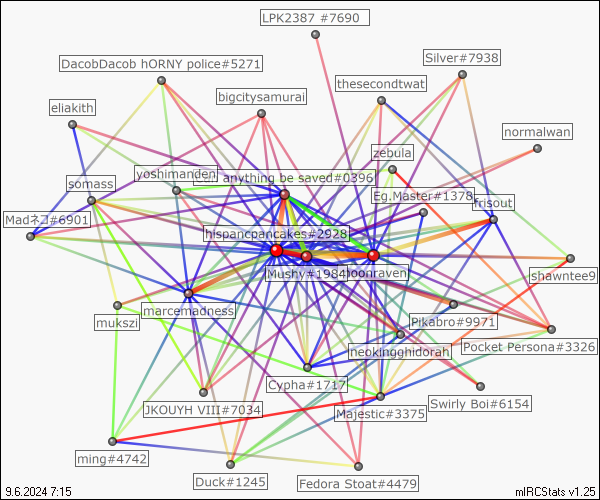 LPK2387 #7690
Silver#7938
DacobDacob hORNY police#5271
thesecondtwat
bigcitysamurai
eliakith
normalwan
zebula
yoshimanden
anything be saved#0396
somass
Eg.Master#1378
frisout
Madネコ#6901
hispancpancakes#2928
Mushy#1984
moonraven
shawntee9
marcemadness
mukszi
Pikabro#9971
neokingghidorah
Pocket Persona#3326
Cypha#1717
Swirly Boi#6154
JKOUYH VIII#7034
Majestic#3375
ming#4742
Duck#1245
Fedora Stoat#4479
9.6.2024 7:15
mIRCStats v1.25